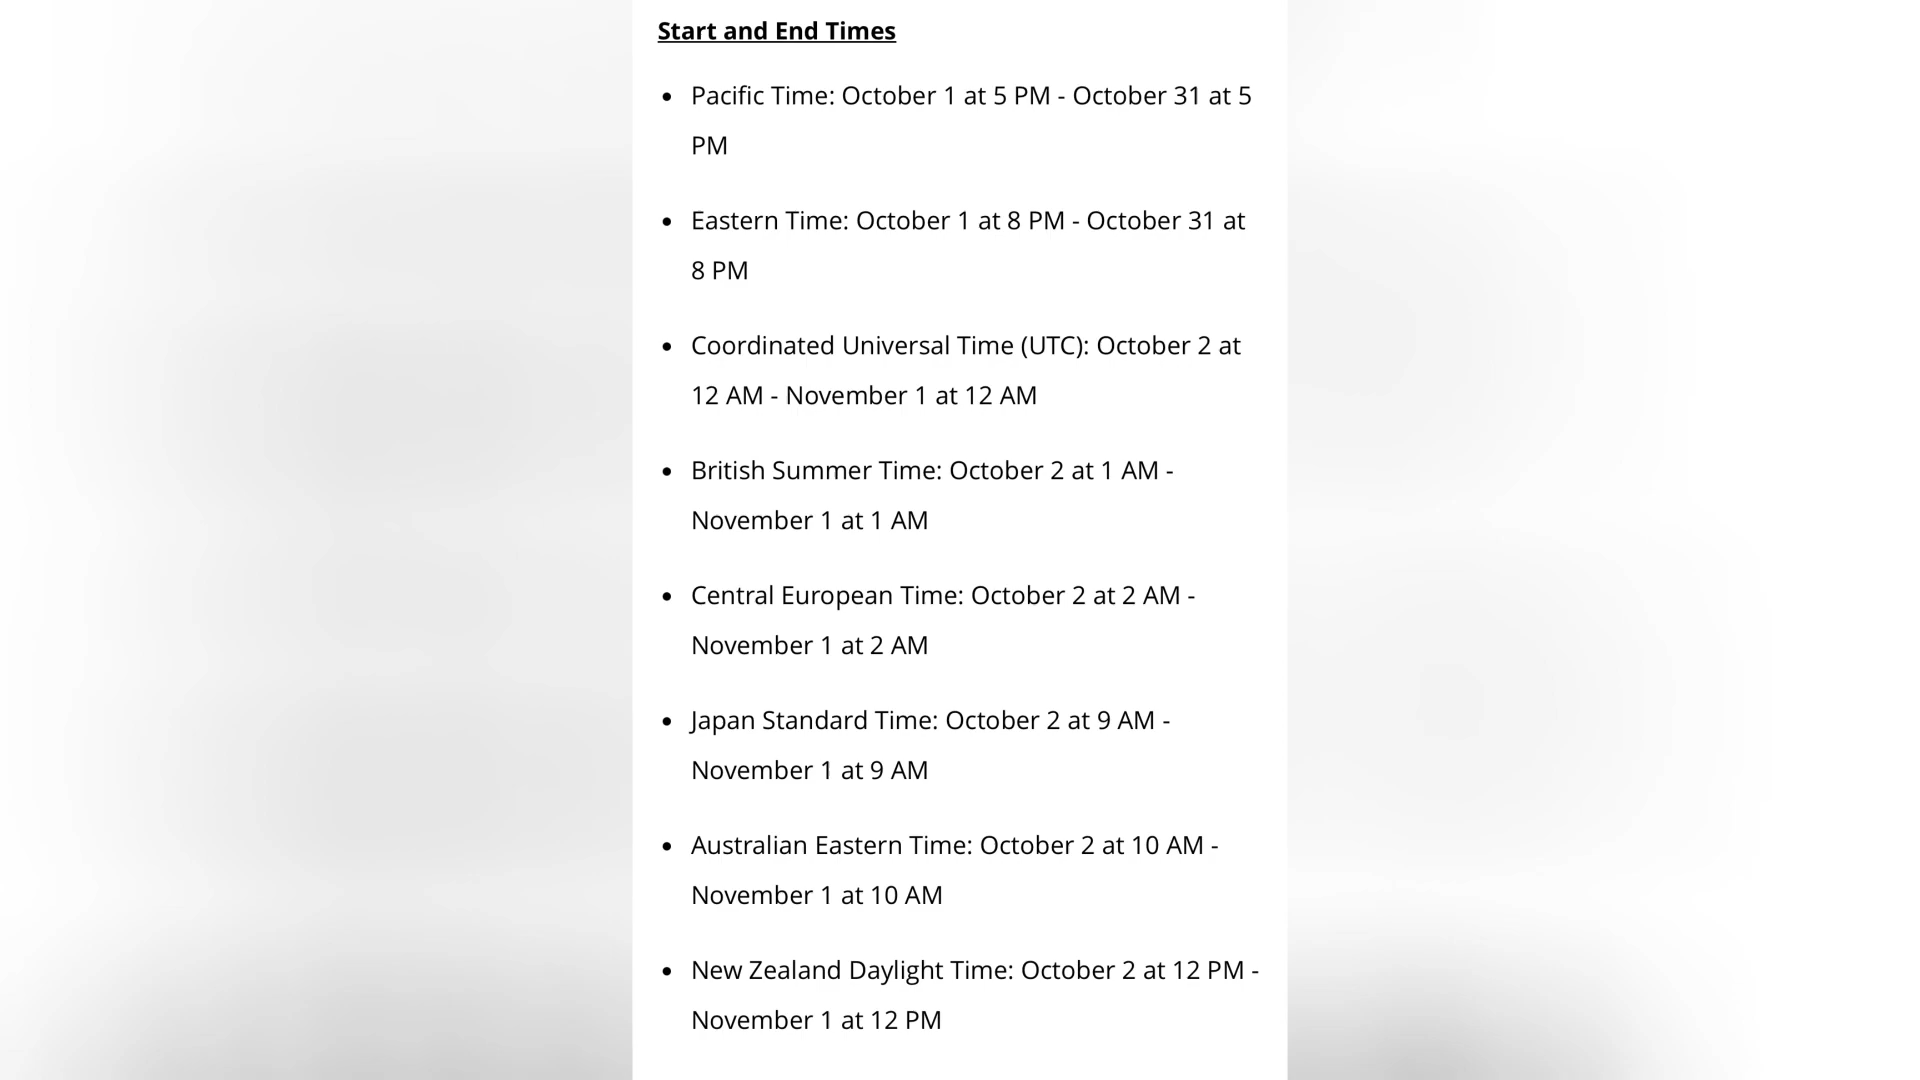 Start and End Times
• Pacific Time: October 1 at 5 PM - October 31 at 5
PM
• Eastern Time: October 1 at 8 PM - October 31 at
8 PM
• Coordinated Universal Time (UTC): October 2 at
12 AM - November 1 at 12 AM
• British Summer Time: October 2 at 1 AM -
November 1 at 1 AM
• Central European Time: October 2 at 2 AM -
November 1 at 2 AM
• Japan Standard Time: October 2 at 9 AM -
November 1 at 9 AM
• Australian Eastern Time: October 2 at 10 AM -
November 1 at 10 AM
• New Zealand Daylight Time: October 2 at 12 PM -
November 1 at 12 PM